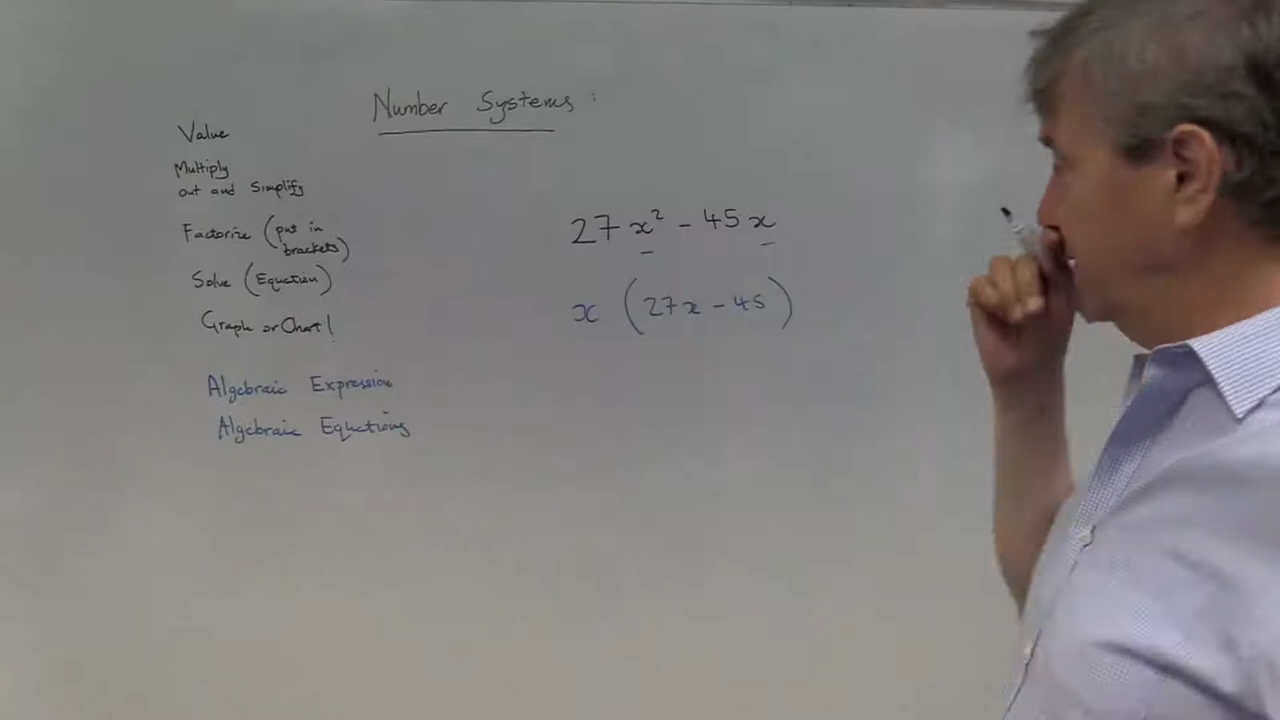 Number Systems :
Value
Multiply
out and Simplify
Factorize (put in
brackets)
Solve (Equation)
Graph or Chart!
Algebraic Expression
Algebraic Equations
27x² - 45x
x (27x - 45)